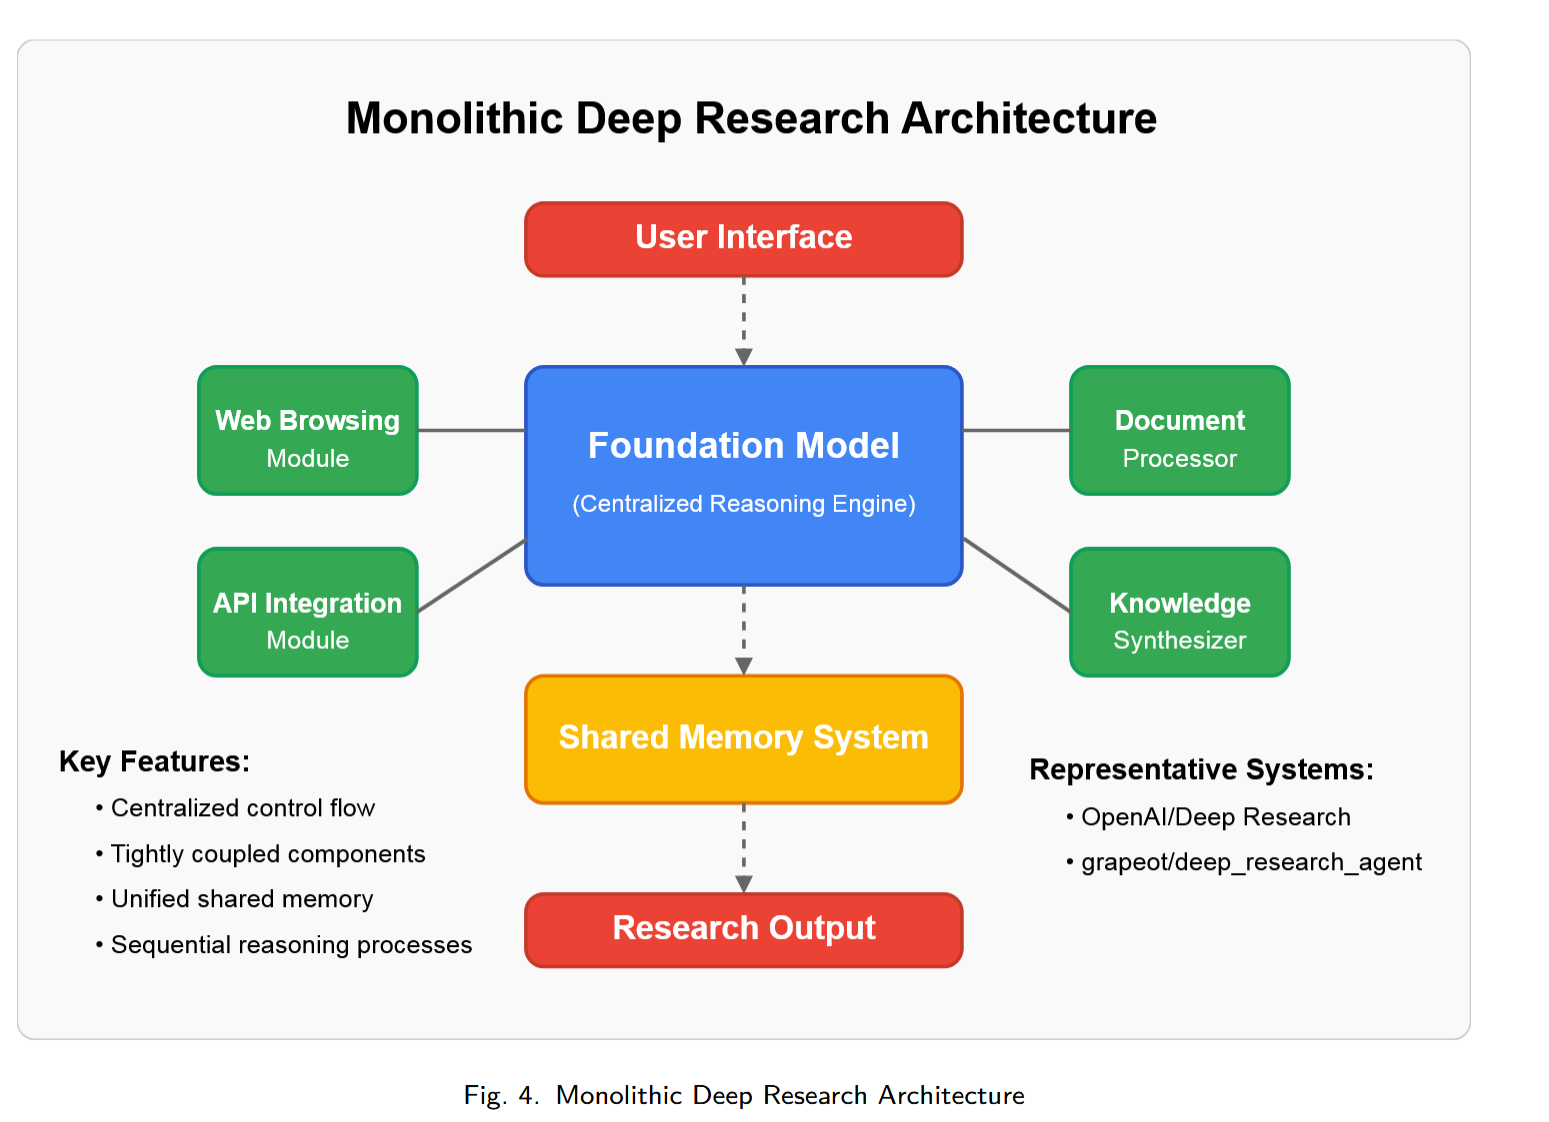 Monolithic Deep Research Architecture
User Interface
Web Browsing
Module
Foundation Model
(Centralized Reasoning Engine)
Document
Processor
API Integration
Module
Knowledge
Synthesizer
Shared Memory System
Key Features:
• Centralized control flow
• Tightly coupled components
• Unified shared memory
• Sequential reasoning processes
Representative Systems:
• OpenAI/Deep Research
• grapeot/deep_research_agent
Research Output
Fig. 4. Monolithic Deep Research Architecture